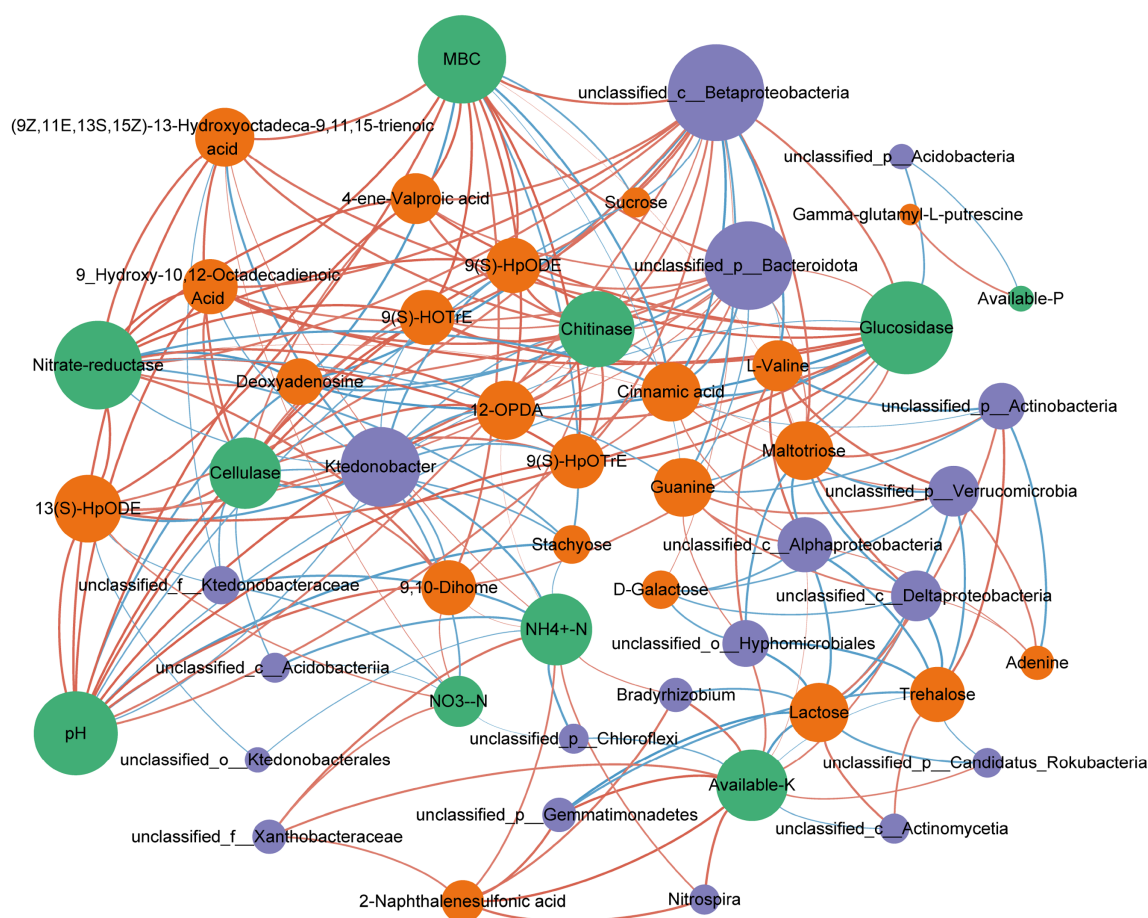 MBC
unclassified_c__Betaproteobacteria
(9Z,11E,13S,15Z)-13-Hydroxyoctadeca-9,11,15-trienoic
acid
unclassified_p__Acidobacteria
4-ene-Valproic acid
Sucrose
Gamma-glutamyl-L-putrescine
9(S)-HpODE
unclassified_p__Bacteroidota
9_Hydroxy-10,12-Octadecadienoic
Acid
Available-P
9(S)-HOTrE
Chitinase
Glucosidase
Nitrate-reductase
L-Valine
Deoxyadenosine
Cinnamic acid
12-OPDA
unclassified_p__Actinobacteria
Maltotriose
9(S)-HpOTrE
Ktedonobacter
Cellulase
Guanine
unclassified_p__Verrucomicrobia
13(S)-HpODE
Stachyose
unclassified_c__Alphaproteobacteria
unclassified_f__Ktedonobacteraceae
9,10-Dihome
D-Galactose
unclassified_c__Deltaproteobacteria
NH4+-N
unclassified_o__Hyphomicrobiales
unclassified_c__Acidobacteriia
Adenine
Bradyrhizobium
Trehalose
NO3--N
Lactose
pH
unclassified_p__Chloroflexi
unclassified_o__Ktedonobacterales
unclassified_p__Candidatus_Rokubacteria
Available-K
unclassified_p__Gemmatimonadetes
unclassified_c__Actinomycetia
unclassified_f__Xanthobacteraceae
2-Naphthalenesulfonic acid
Nitrospira